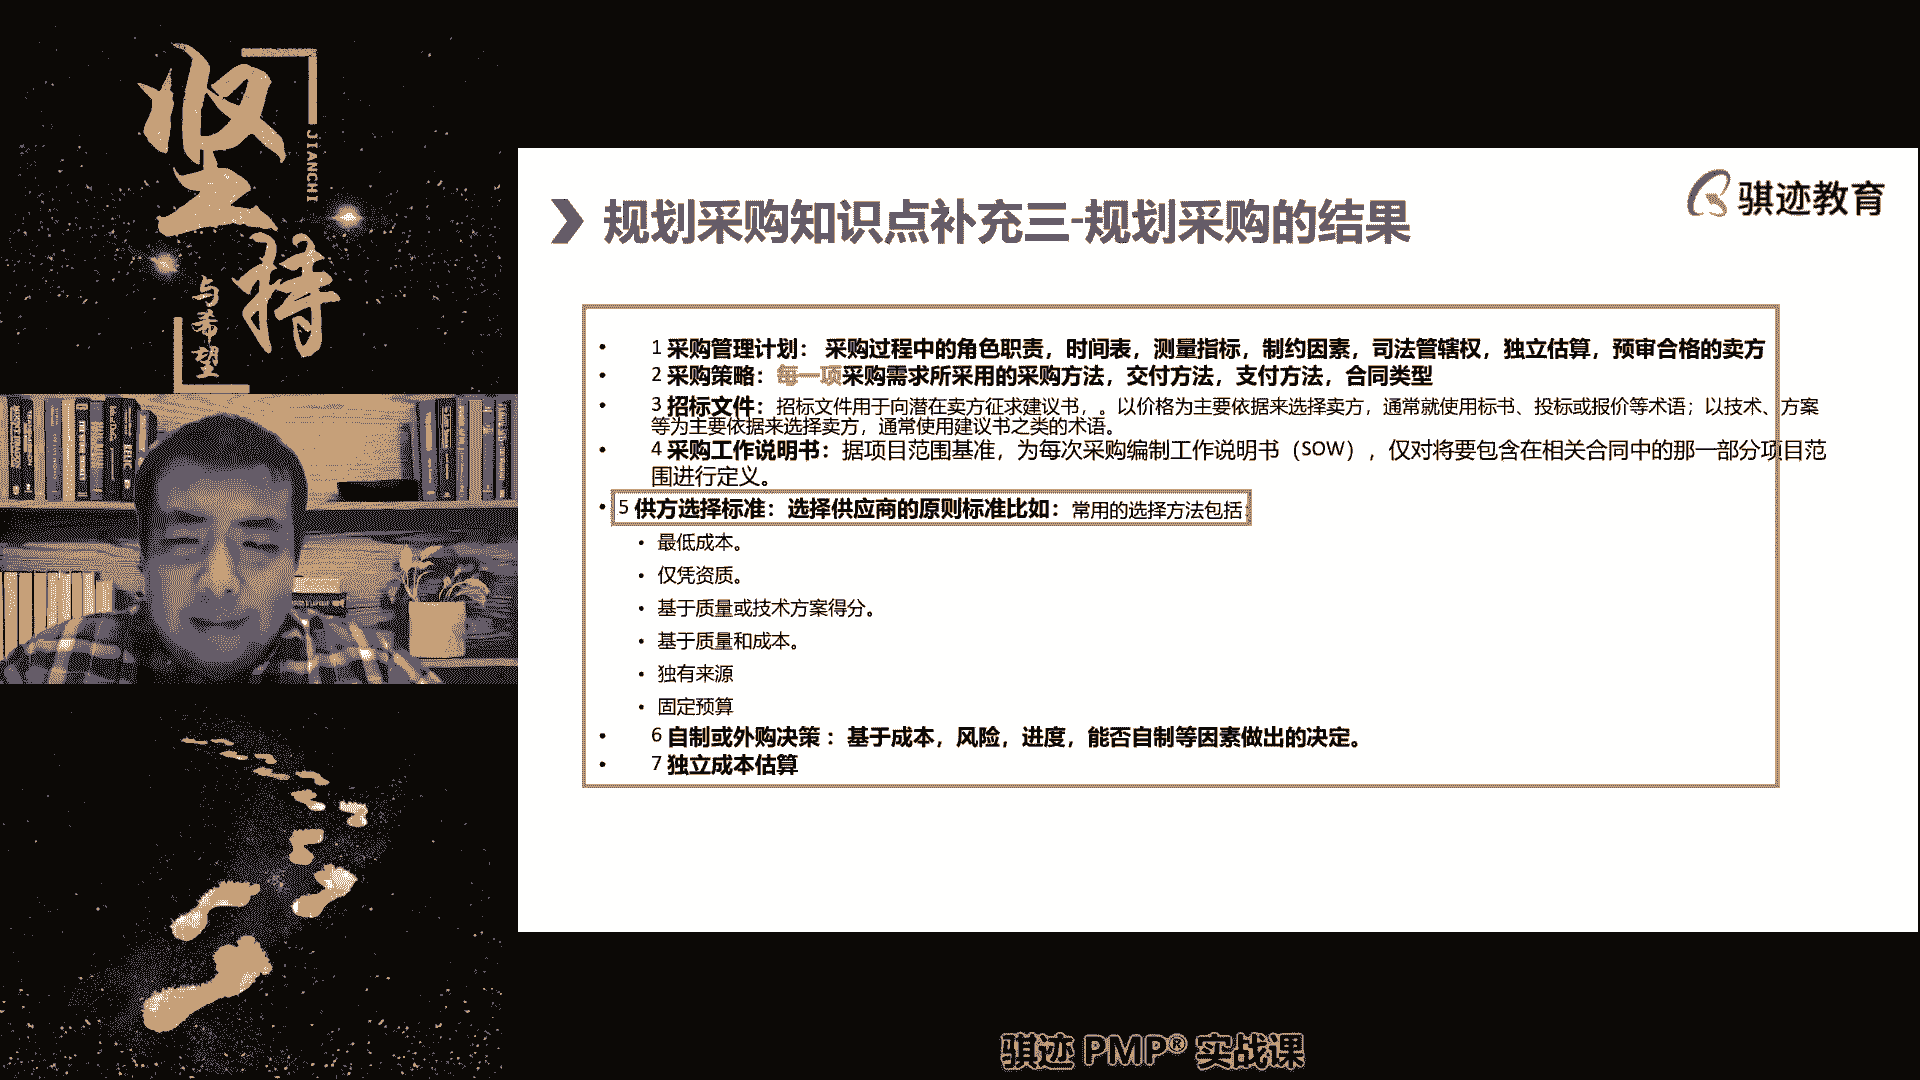 坚持
JIANCHI
与希望
骐迹教育
规划采购知识点补充三-规划采购的结果
• 1 采购管理计划： 采购过程中的角色职责，时间表，测量指标，制约因素，司法管辖权，独立估算，预审合格的卖方
• 2 采购策略：每一项采购需求所采用的采购方法，交付方法，支付方法，合同类型
• 3 招标文件：招标文件用于向潜在卖方征求建议书，。以价格为主要依据来选择卖方，通常就使用标书、投标或报价等术语；以技术、方案
等为主要依据来选择卖方，通常使用建议书之类的术语。
• 4 采购工作说明书：据项目范围基准，为每次采购编制工作说明书（SOW），仅对将要包含在相关合同中的那一部分项目范
围进行定义。
• 5 供方选择标准：选择供应商的原则标准比如：常用的选择方法包括:
• 最低成本。
• 仅凭资质。
• 基于质量或技术方案得分。
• 基于质量和成本。
• 独有来源
• 固定预算
• 6 自制或外购决策 ：基于成本，风险，进度，能否自制等因素做出的决定。
• 7 独立成本估算
骐迹 PMP® 实战课